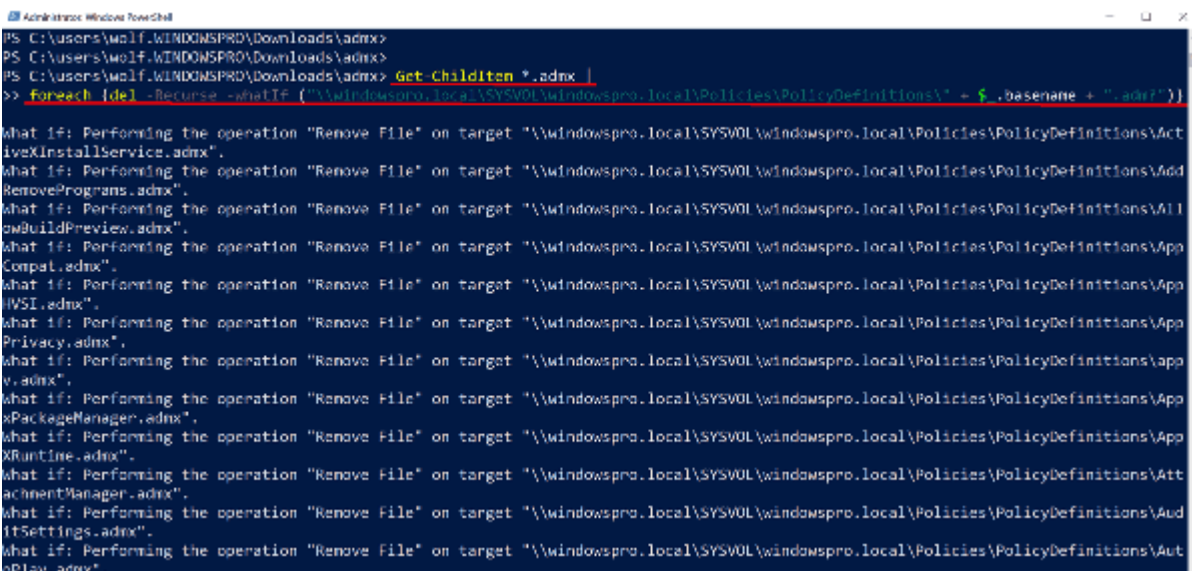 Administrator: Windows PowerShell
PS C:\users\wolf.WINDOWSPRO\Downloads\admx>
PS C:\users\wolf.WINDOWSPRO\Downloads\admx>
PS C:\users\wolf.WINDOWSPRO\Downloads\admx> Get-ChildItem *.admx |
>> foreach {del -Recurse -whatIf ("\\windowspro.local\SYSVOL\windowspro.local\Policies\PolicyDefinitions\" + $_.basename + ".adm?")}
What if: Performing the operation "Remove File" on target "\\windowspro.local\SYSVOL\windowspro.local\Policies\PolicyDefinitions\Act
iveXInstallService.admx".
What if: Performing the operation "Remove File" on target "\\windowspro.local\SYSVOL\windowspro.local\Policies\PolicyDefinitions\Add
RemovePrograms.admx".
What if: Performing the operation "Remove File" on target "\\windowspro.local\SYSVOL\windowspro.local\Policies\PolicyDefinitions\All
owBuildPreview.admx".
What if: Performing the operation "Remove File" on target "\\windowspro.local\SYSVOL\windowspro.local\Policies\PolicyDefinitions\App
Compat.admx".
What if: Performing the operation "Remove File" on target "\\windowspro.local\SYSVOL\windowspro.local\Policies\PolicyDefinitions\App
HVSI.admx".
What if: Performing the operation "Remove File" on target "\\windowspro.local\SYSVOL\windowspro.local\Policies\PolicyDefinitions\App
Privacy.admx".
What if: Performing the operation "Remove File" on target "\\windowspro.local\SYSVOL\windowspro.local\Policies\PolicyDefinitions\app
v.admx".
What if: Performing the operation "Remove File" on target "\\windowspro.local\SYSVOL\windowspro.local\Policies\PolicyDefinitions\App
xPackageManager.admx".
What if: Performing the operation "Remove File" on target "\\windowspro.local\SYSVOL\windowspro.local\Policies\PolicyDefinitions\App
XRuntime.admx".
What if: Performing the operation "Remove File" on target "\\windowspro.local\SYSVOL\windowspro.local\Policies\PolicyDefinitions\Att
achmentManager.admx".
What if: Performing the operation "Remove File" on target "\\windowspro.local\SYSVOL\windowspro.local\Policies\PolicyDefinitions\Aud
itSettings.admx".
What if: Performing the operation "Remove File" on target "\\windowspro.local\SYSVOL\windowspro.local\Policies\PolicyDefinitions\Aut
oPlay.admx".